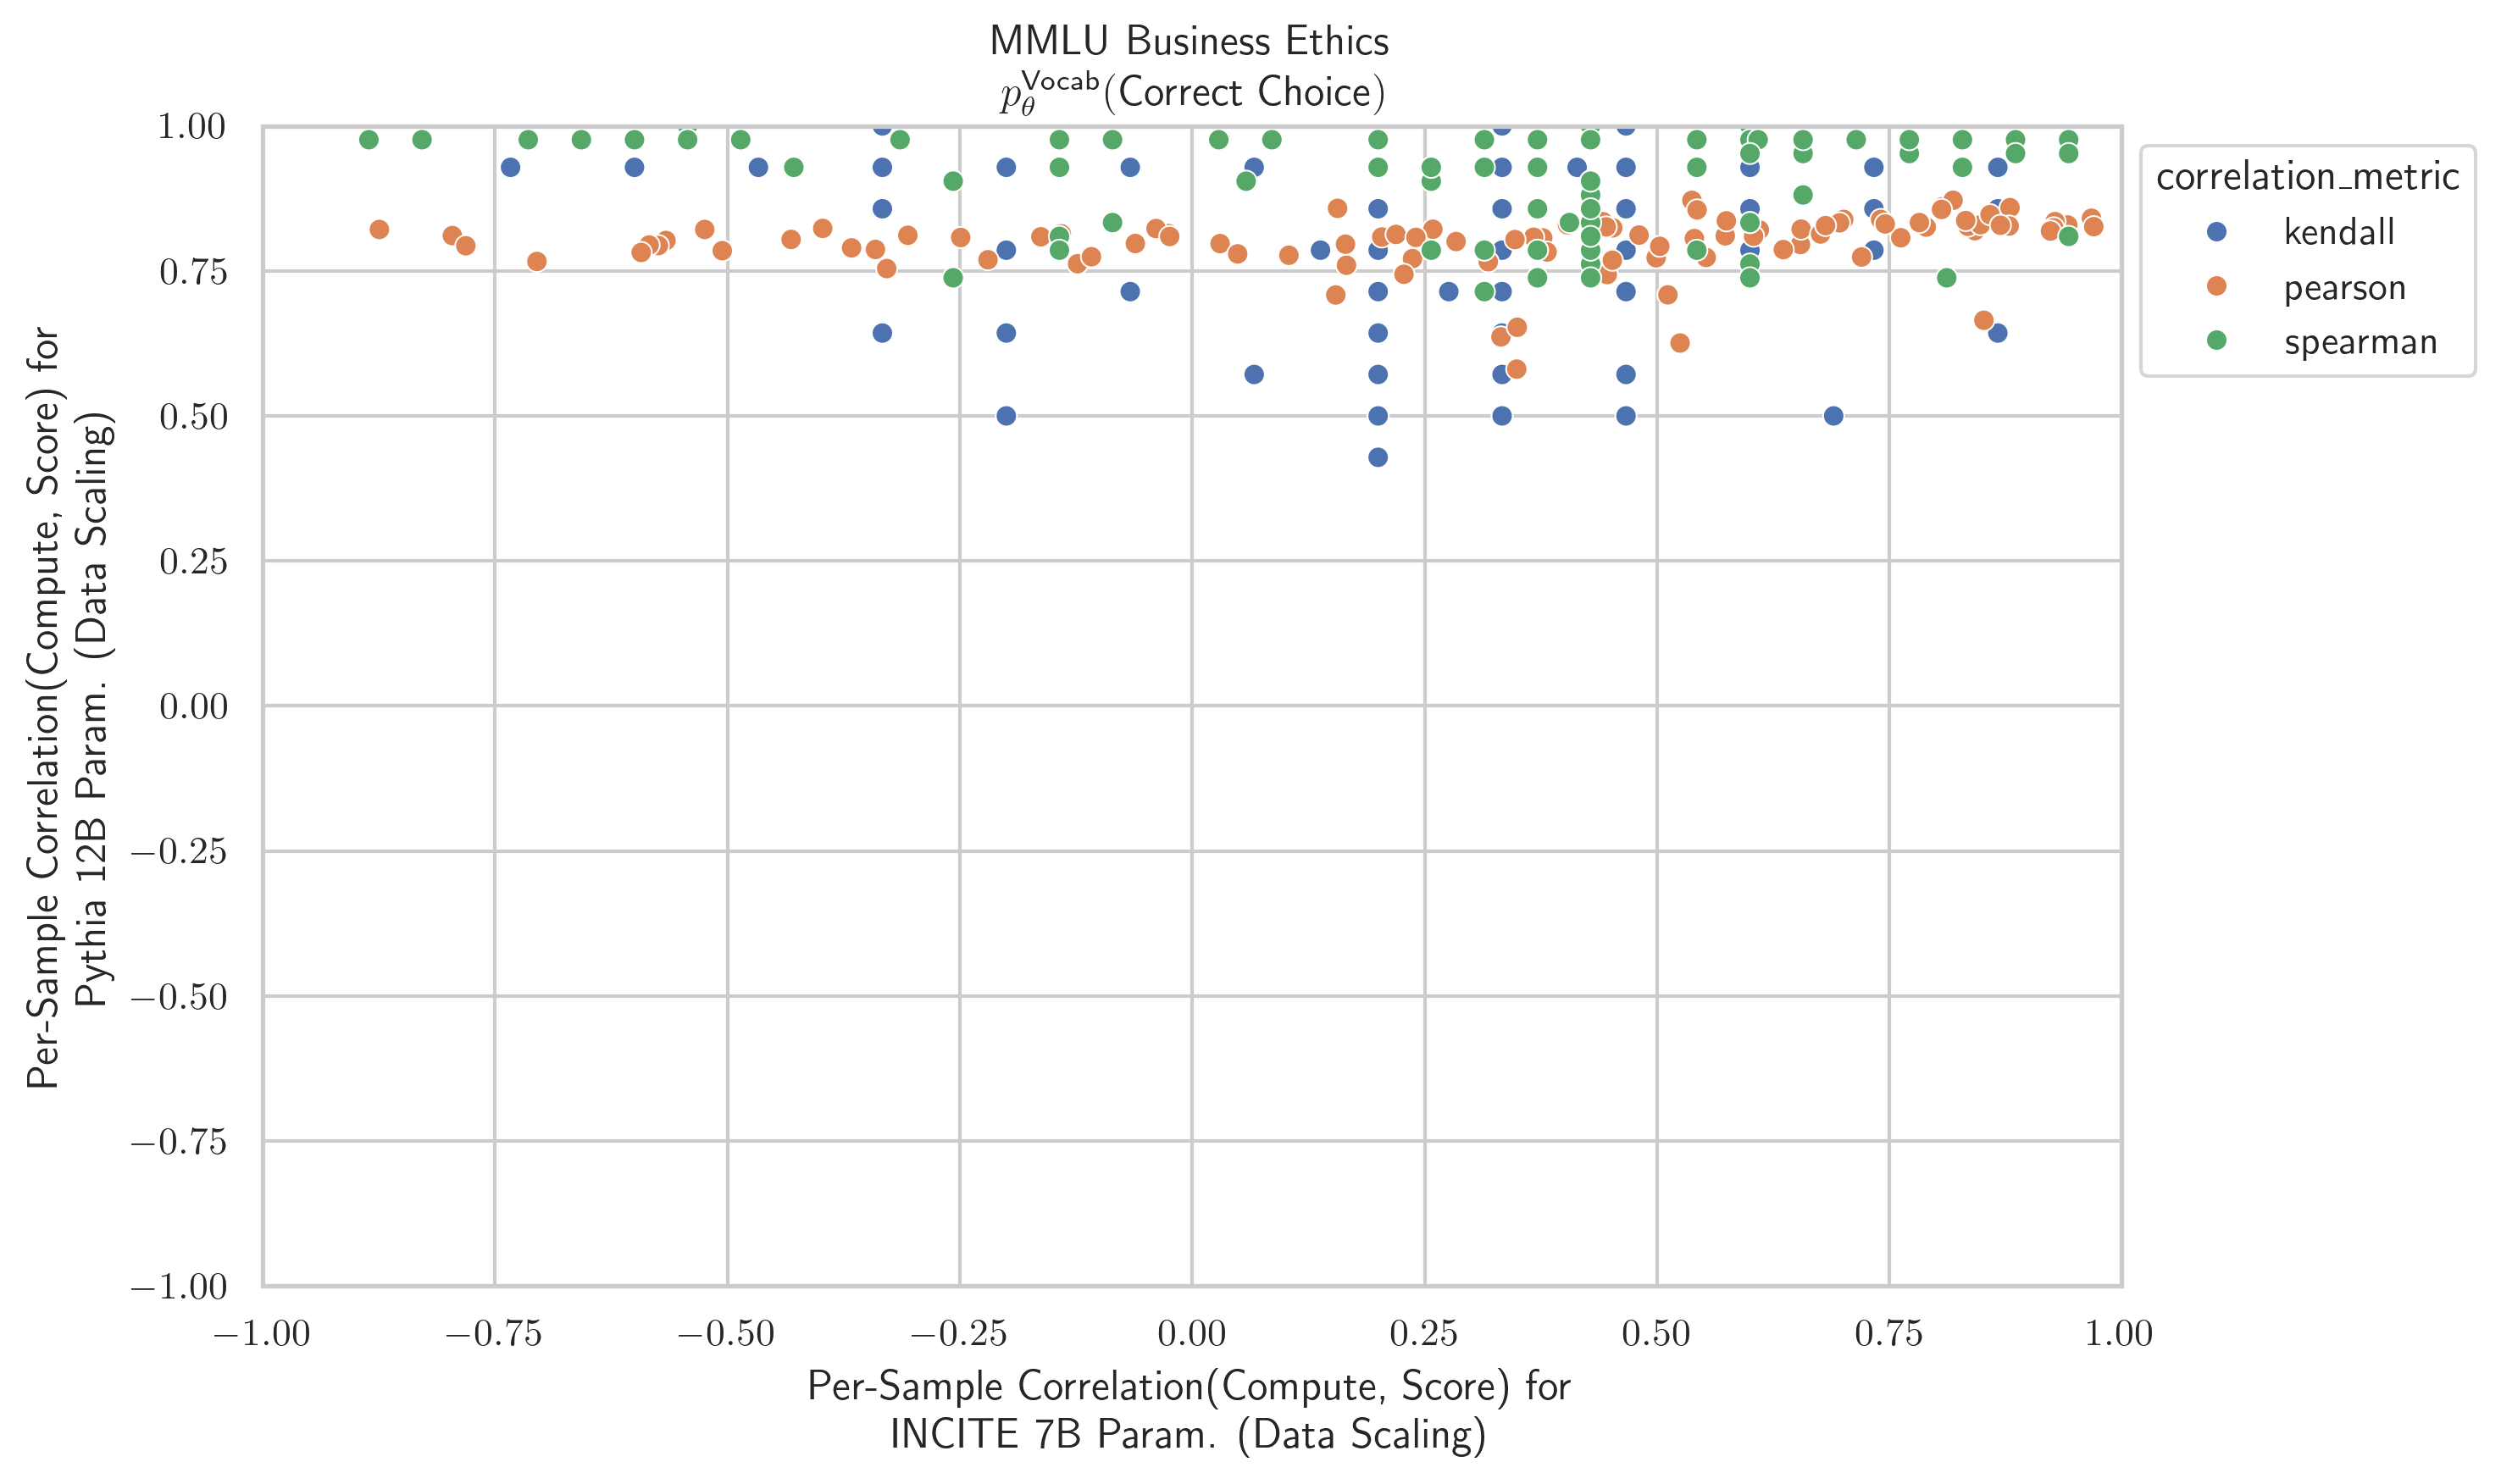 MMLU Business Ethics
p_θ^Vocab(Correct Choice)
Per-Sample Correlation(Compute, Score) for
Pythia 12B Param. (Data Scaling)
1.00
0.75
0.50
0.25
0.00
−0.25
−0.50
−0.75
−1.00
−1.00 −0.75 −0.50 −0.25 0.00 0.25 0.50 0.75 1.00
Per-Sample Correlation(Compute, Score) for
INCITE 7B Param. (Data Scaling)
correlation_metric
kendall
pearson
spearman